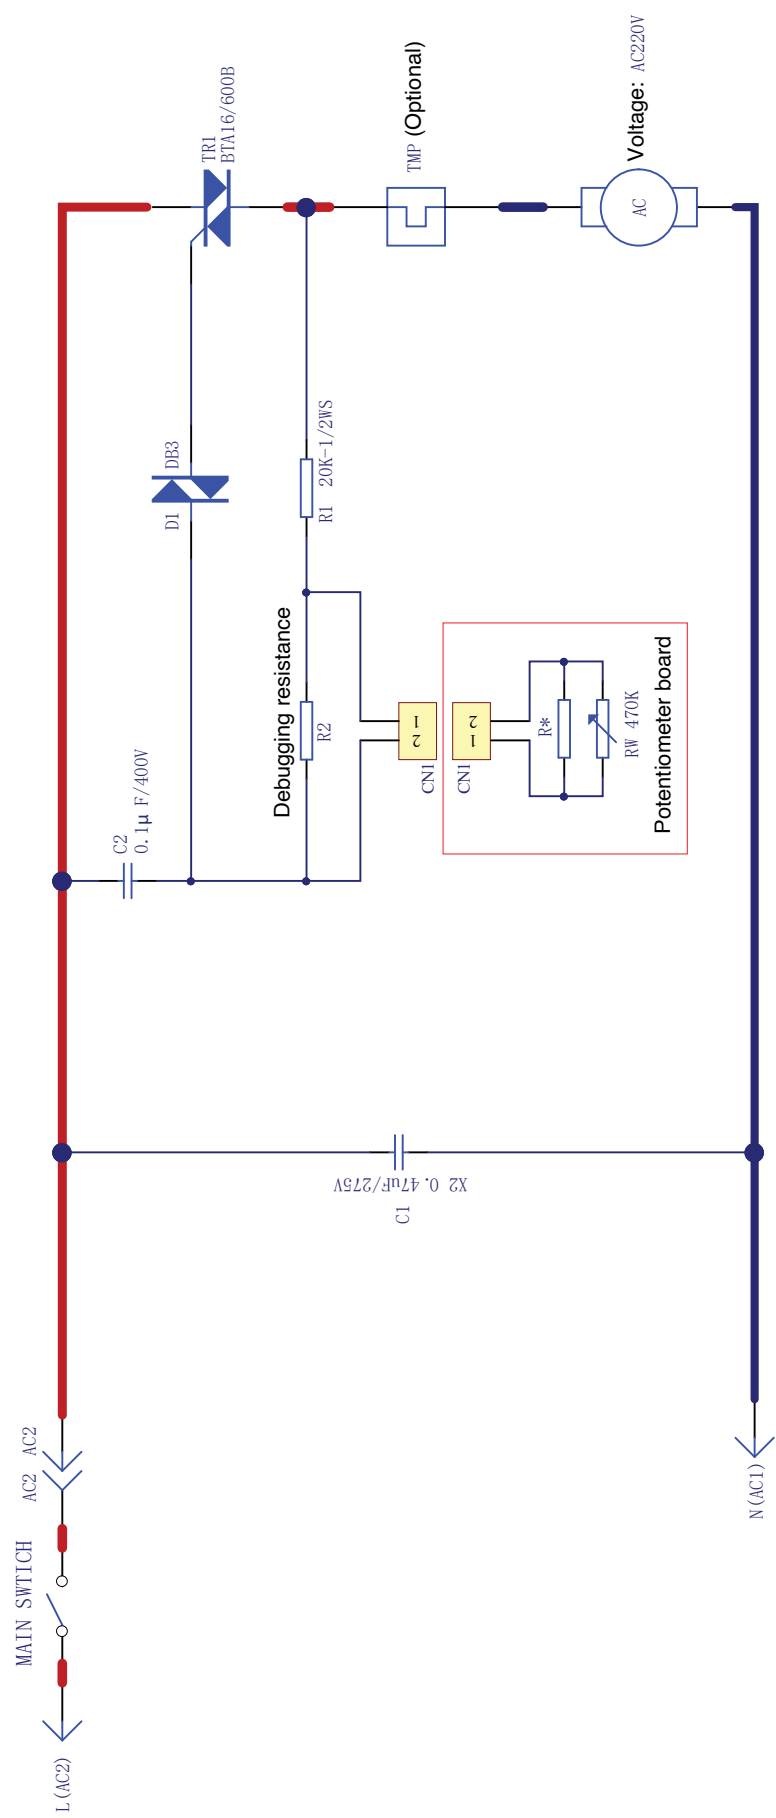 L(AC2)
MAIN SWTICH
AC2
AC2
N(AC1)
C1
X2 0.47uF/275V
C2
0.1μ F/400V
D1
DB3
TR1
BTA16/600B
Debugging resistance
R2
R1
20K-1/2WS
CN1
2
1
CN1
1
2
R*
RW 470K
Potentiometer board
TMP (Optional)
AC
Voltage: AC220V